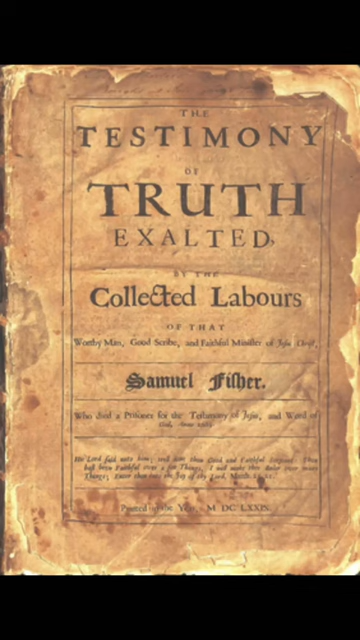 THE
TESTIMONY
OF
TRUTH
EXALTED,
BY THE
Collected Labours
OF THAT
Worthy Man, Good Scribe, and Faithful Minister of Jesus Christ,
Samuel Fisher.
Who died a Prisoner for the Testimony of Jesus, and Word of
God, Anno
His Lord said unto him; well done thou Good and Faithful Servant; Thou
hast been Faithful over a few Things, I will make thee Ruler over many
Things; Enter thou into the Joy of thy Lord. Matth. 25.21.
Printed in the Year, M DC LXXIX.